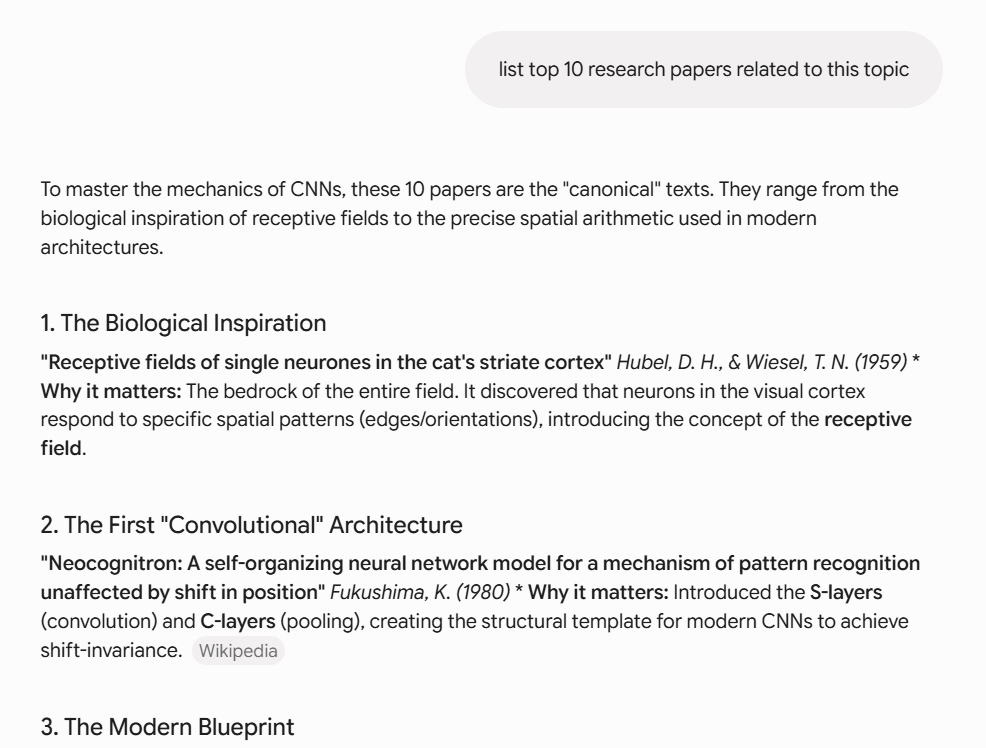 list top 10 research papers related to this topic
To master the mechanics of CNNs, these 10 papers are the "canonical" texts. They range from the
biological inspiration of receptive fields to the precise spatial arithmetic used in modern
architectures.
1. The Biological Inspiration
"Receptive fields of single neurones in the cat's striate cortex" Hubel, D. H., & Wiesel, T. N. (1959) *
Why it matters: The bedrock of the entire field. It discovered that neurons in the visual cortex
respond to specific spatial patterns (edges/orientations), introducing the concept of the receptive
field.
2. The First "Convolutional" Architecture
"Neocognitron: A self-organizing neural network model for a mechanism of pattern recognition
unaffected by shift in position" Fukushima, K. (1980) * Why it matters: Introduced the S-layers
(convolution) and C-layers (pooling), creating the structural template for modern CNNs to achieve
shift-invariance. Wikipedia
3. The Modern Blueprint